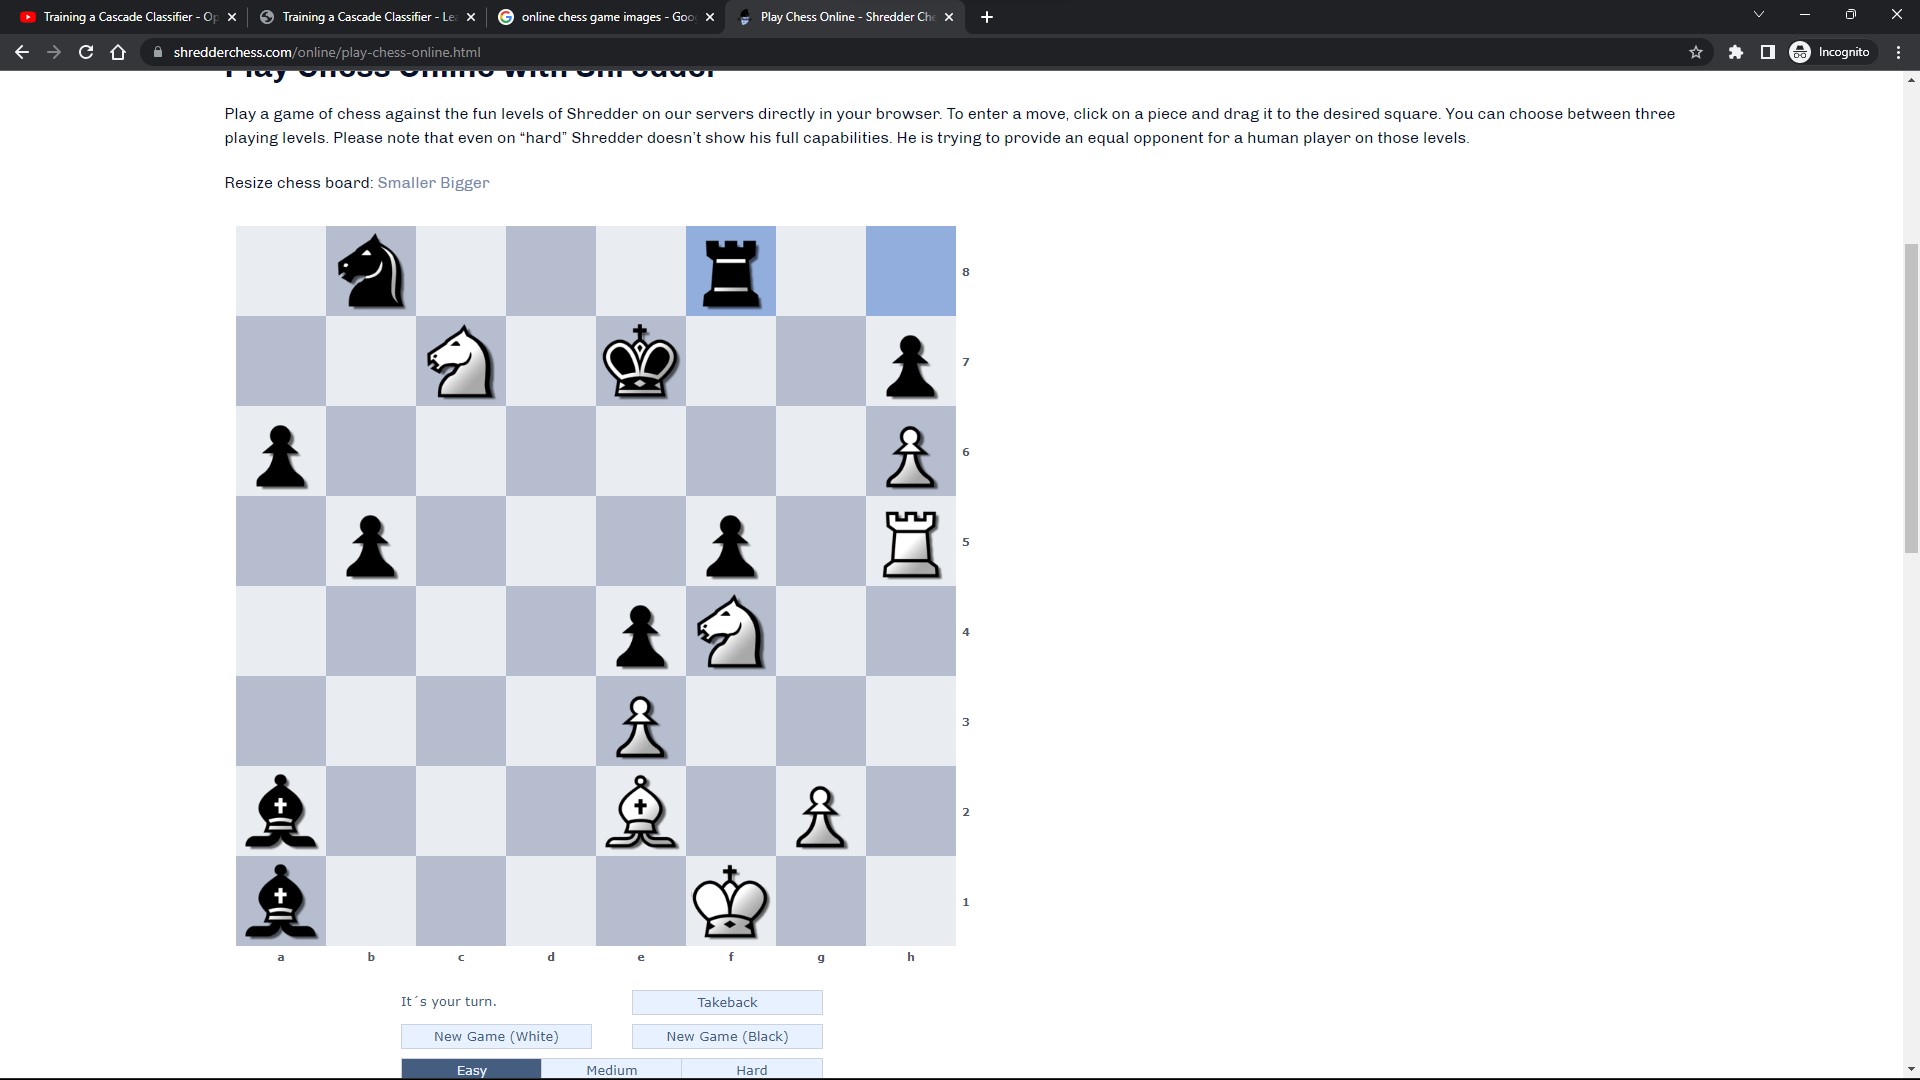 Training a Cascade Classifier - Op
Training a Cascade Classifier - Lea
online chess game images - Goo
Play Chess Online - Shredder Che
shredderchess.com/online/play-chess-online.html
Incognito
Play Chess Online with Shredder
Play a game of chess against the fun levels of Shredder on our servers directly in your browser. To enter a move, click on a piece and drag it to the desired square. You can choose between three
playing levels. Please note that even on “hard” Shredder doesn’t show his full capabilities. He is trying to provide an equal opponent for a human player on those levels.
Resize chess board: Smaller Bigger
8
7
6
5
4
3
2
1
a b c d e f g h
It´s your turn.
Takeback
New Game (White)
New Game (Black)
Easy Medium Hard